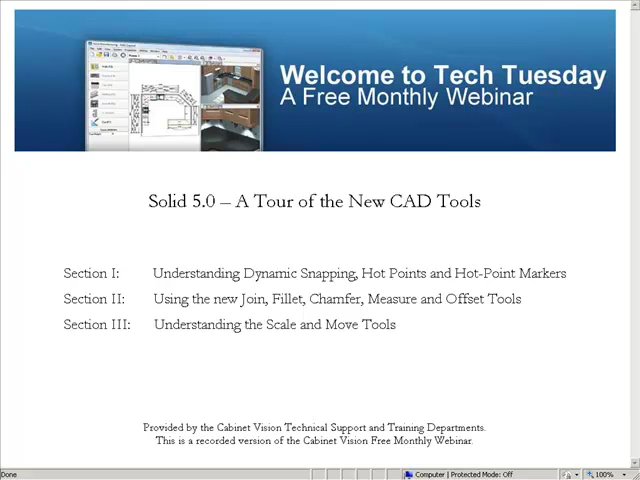 Welcome to Tech Tuesday
A Free Monthly Webinar
Solid 5.0 – A Tour of the New CAD Tools
Section I: Understanding Dynamic Snapping, Hot Points and Hot-Point Markers
Section II: Using the new Join, Fillet, Chamfer, Measure and Offset Tools
Section III: Understanding the Scale and Move Tools
Provided by the Cabinet Vision Technical Support and Training Departments.
This is a recorded version of the Cabinet Vision Free Monthly Webinar.
Done
Computer | Protected Mode: Off
100%